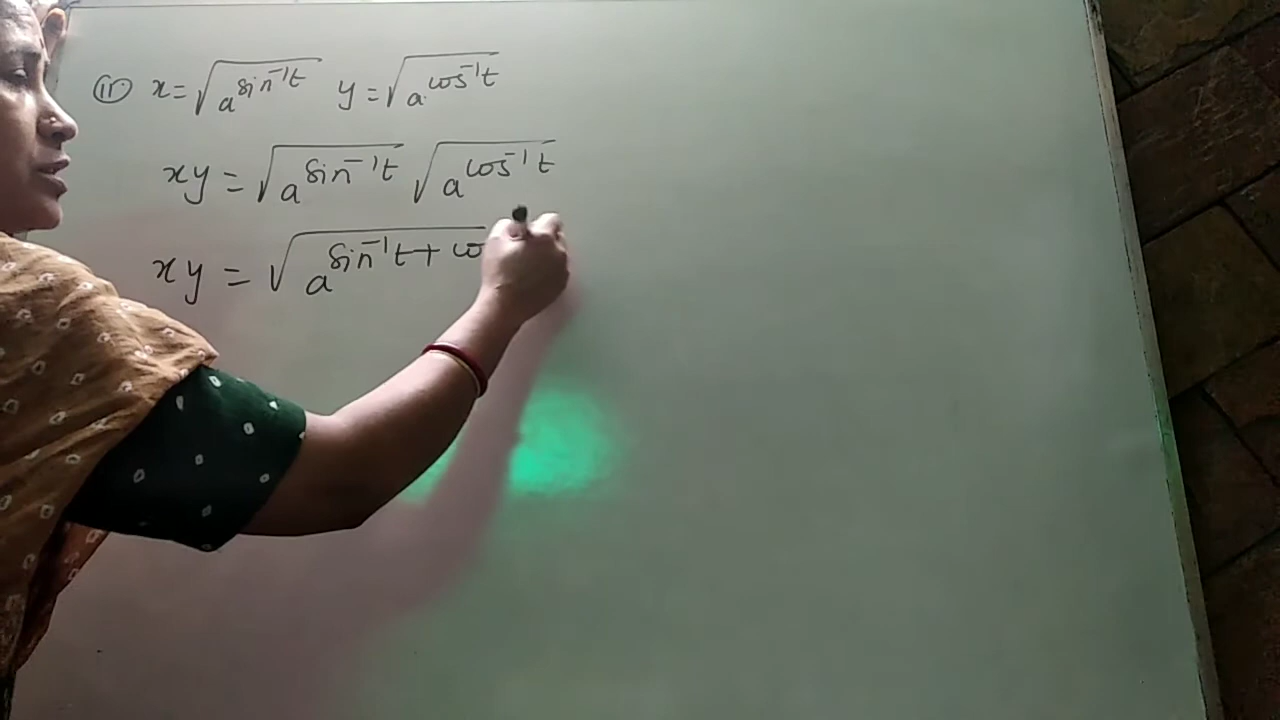 (ii) x = √a^sin⁻¹t y = √a^cos⁻¹t
xy = √a^sin⁻¹t √a^cos⁻¹t
xy = √a^sin⁻¹t + co